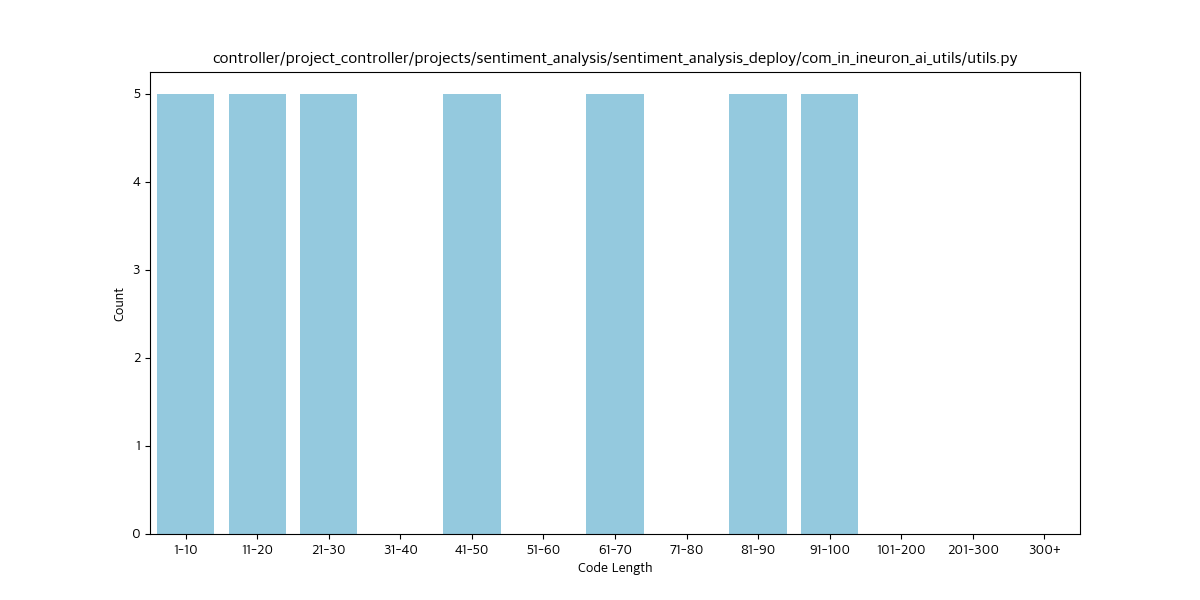 controller/project_controller/projects/sentiment_analysis/sentiment_analysis_deploy/com_in_ineuron_ai_utils/utils.py
5
4
3
2
1
0
Count
1-10 11-20 21-30 31-40 41-50 51-60 61-70 71-80 81-90 91-100 101-200 201-300 300+
Code Length